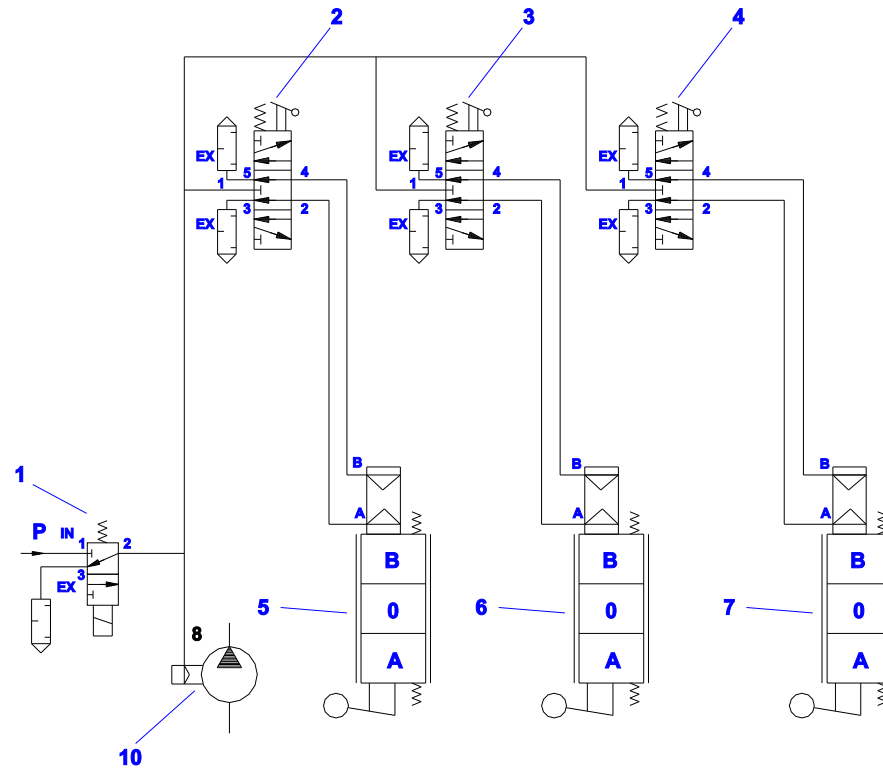 2 3 4
EX EX EX
5 4 5 4 5 4
1 1 1
3 2 3 2 3 2
EX EX EX
B B B
1
A A A
P IN 1 2
B B B
3
EX
5 0 6 0 7 0
8
A A A
10